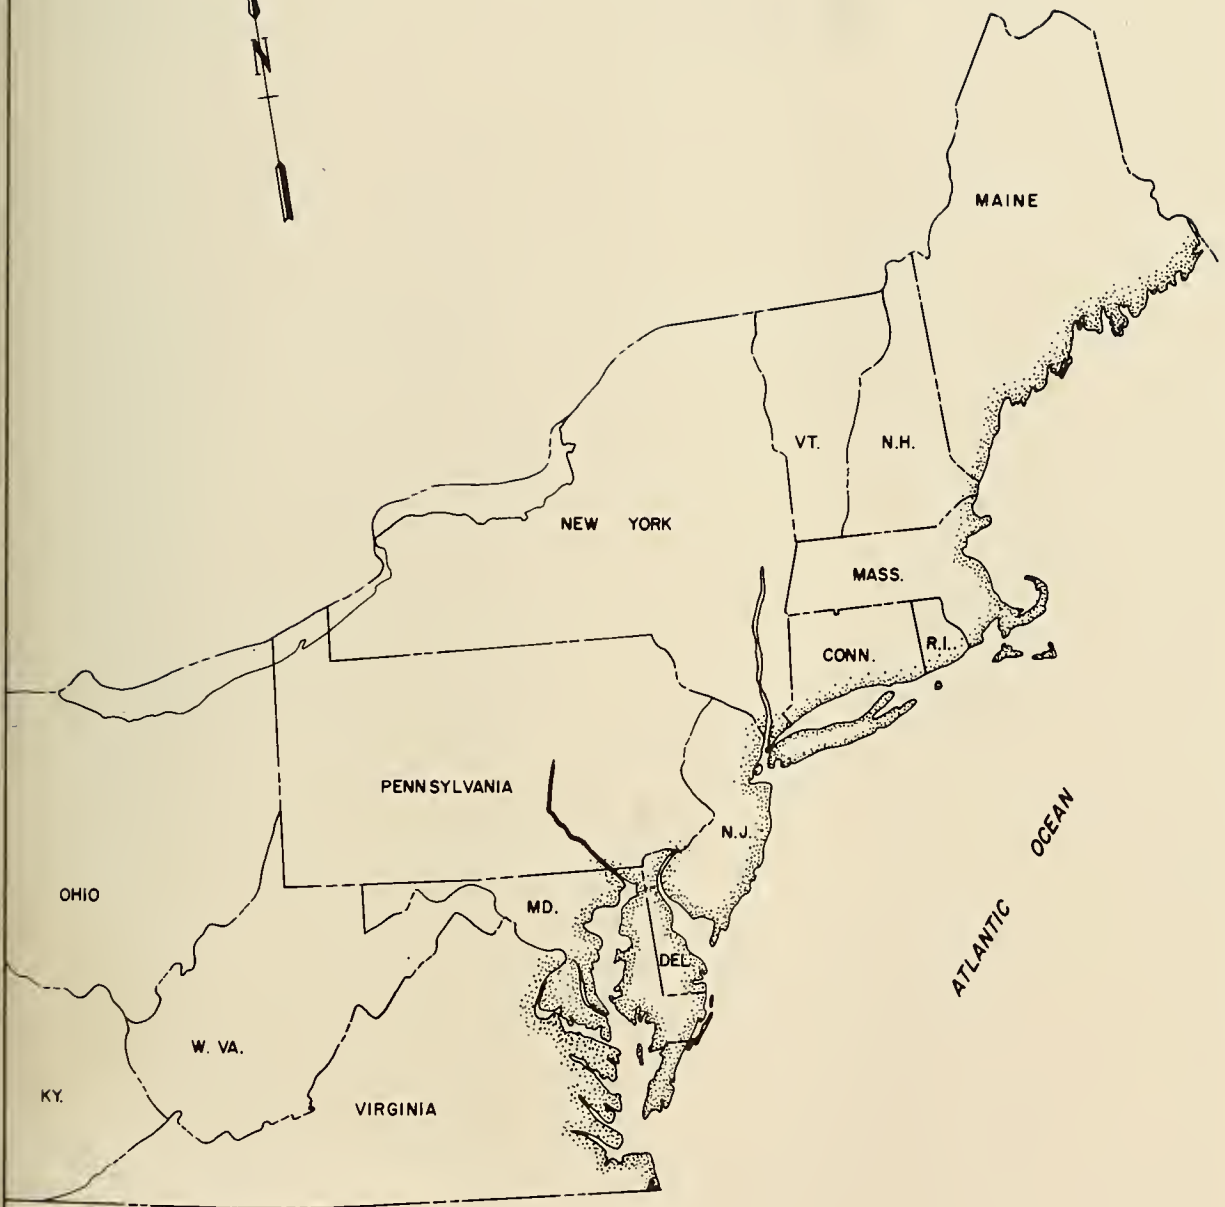 N
MAINE
VT.
N.H.
NEW YORK
MASS.
CONN.
R.I.
PENNSYLVANIA
N.J.
OCEAN
ATLANTIC
OHIO
MD.
DEL.
W. VA.
KY.
VIRGINIA